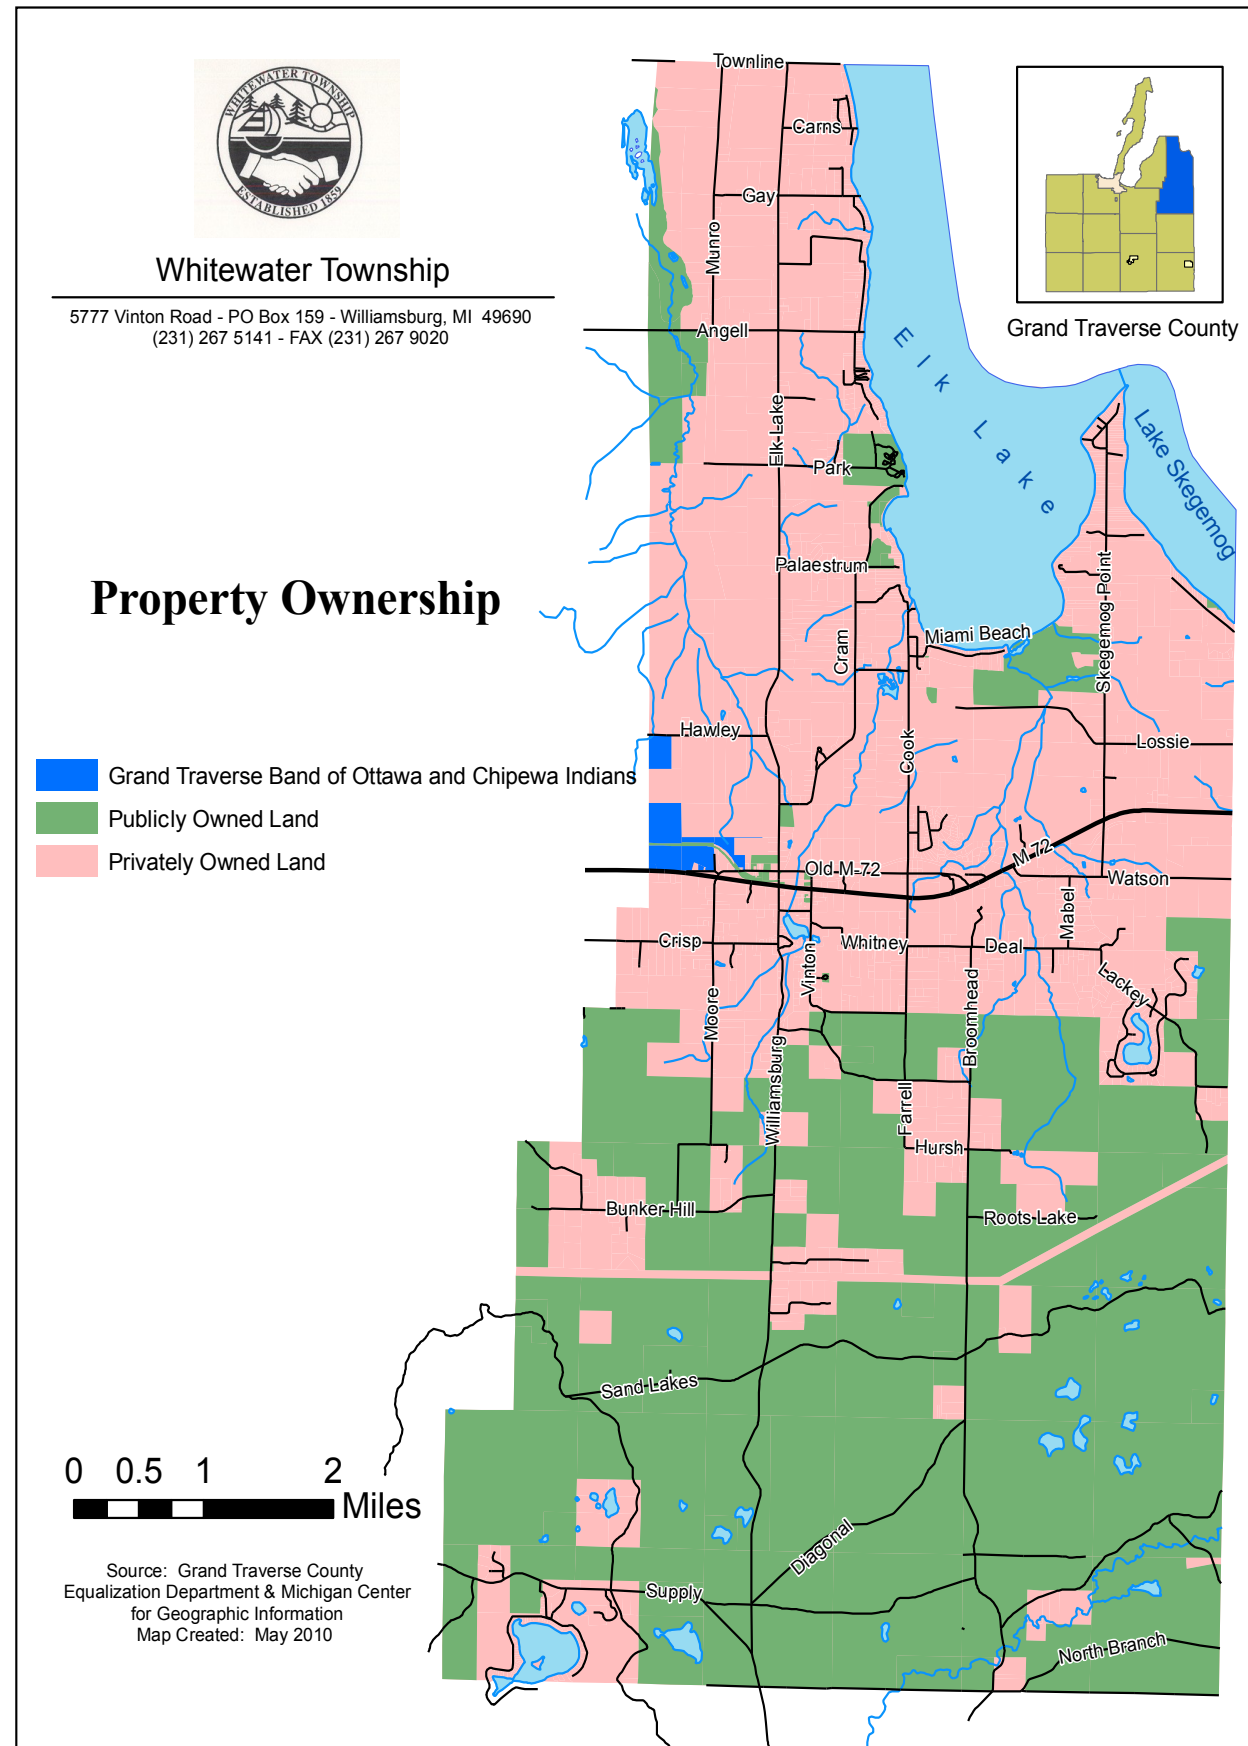 WHITEWATER TOWNSHIP
ESTABLISHED 1859
Whitewater Township
5777 Vinton Road - PO Box 159 - Williamsburg, MI 49690
(231) 267 5141 - FAX (231) 267 9020
Property Ownership
Grand Traverse Band of Ottawa and Chipewa Indians
Publicly Owned Land
Privately Owned Land
0 0.5 1 2
Miles
Source: Grand Traverse County
Equalization Department & Michigan Center
for Geographic Information
Map Created: May 2010
Grand Traverse County
Townline
Carns
Gay
Munro
Angell
Elk Lake
Lake Skegemog
Elk Lake
Park
Palaestrum
Skegemog Point
Miami Beach
Cram
Hawley
Cook
Lossie
M-72
Old M-72
Watson
Mabel
Crisp
Whitney
Deal
Vinton
Lackey
Moore
Broomhead
Williamsburg
Farrell
Hursh
Bunker Hill
Roots Lake
Sand Lakes
Diagonal
Supply
North Branch